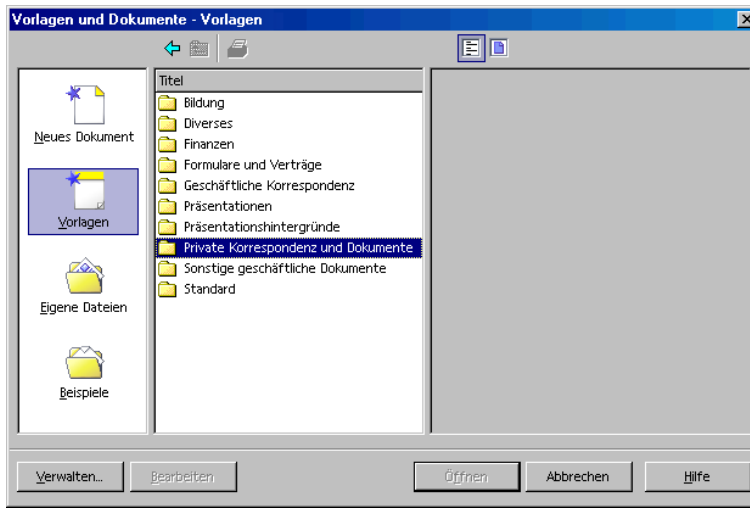 Vorlagen und Dokumente - Vorlagen
Neues Dokument
Vorlagen
Eigene Dateien
Beispiele
Titel
Bildung
Diverses
Finanzen
Formulare und Verträge
Geschäftliche Korrespondenz
Präsentationen
Präsentationshintergründe
Private Korrespondenz und Dokumente
Sonstige geschäftliche Dokumente
Standard
Verwalten...
Bearbeiten
Öffnen
Abbrechen
Hilfe